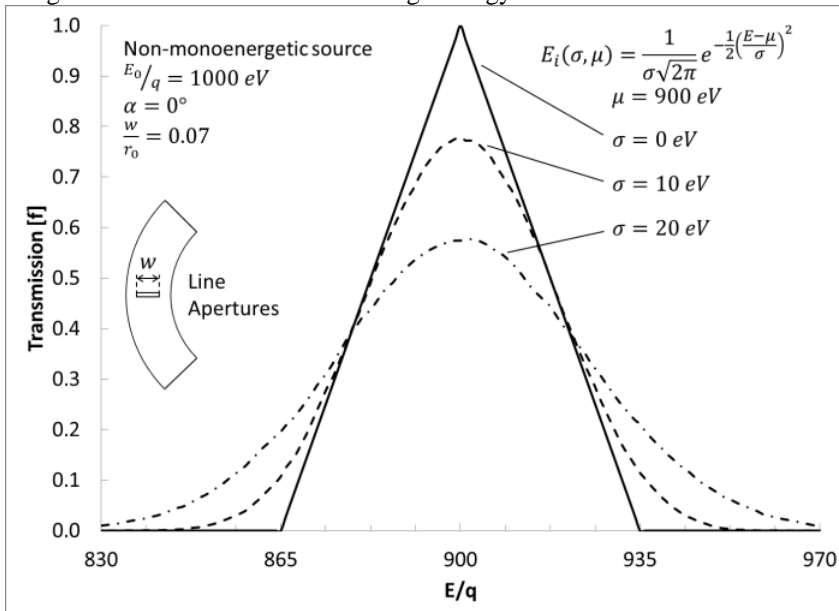 1.0
0.9
0.8
0.7
0.6
0.5
0.4
0.3
0.2
0.1
0.0
Transmission [f]
Non-monoenergetic source
E₀/q = 1000 eV
α = 0°
w/r₀ = 0.07
w
Line
Apertures
Eᵢ(σ, μ) = 1/(σ√2π) e^(-1/2((E−μ)/σ)²)
μ = 900 eV
σ = 0 eV
σ = 10 eV
σ = 20 eV
830 865 900 935 970
E/q